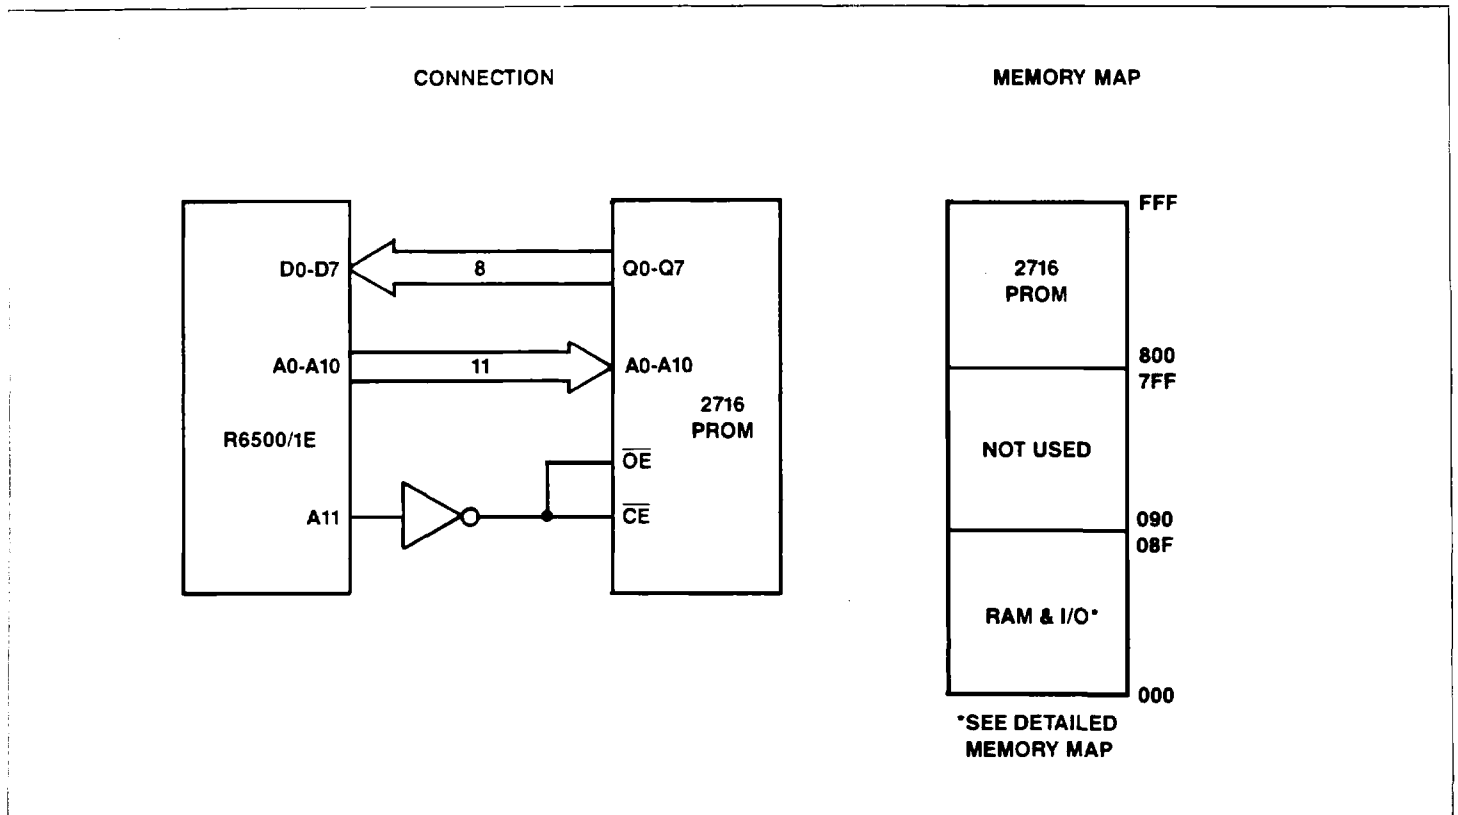 CONNECTION
MEMORY MAP
D0-D7
8
Q0-Q7
A0-A10
11
A0-A10
2716
PROM
R6500/1E
OE
A11
CE
FFF
2716
PROM
800
7FF
NOT USED
090
08F
RAM & I/O*
000
*SEE DETAILED
MEMORY MAP